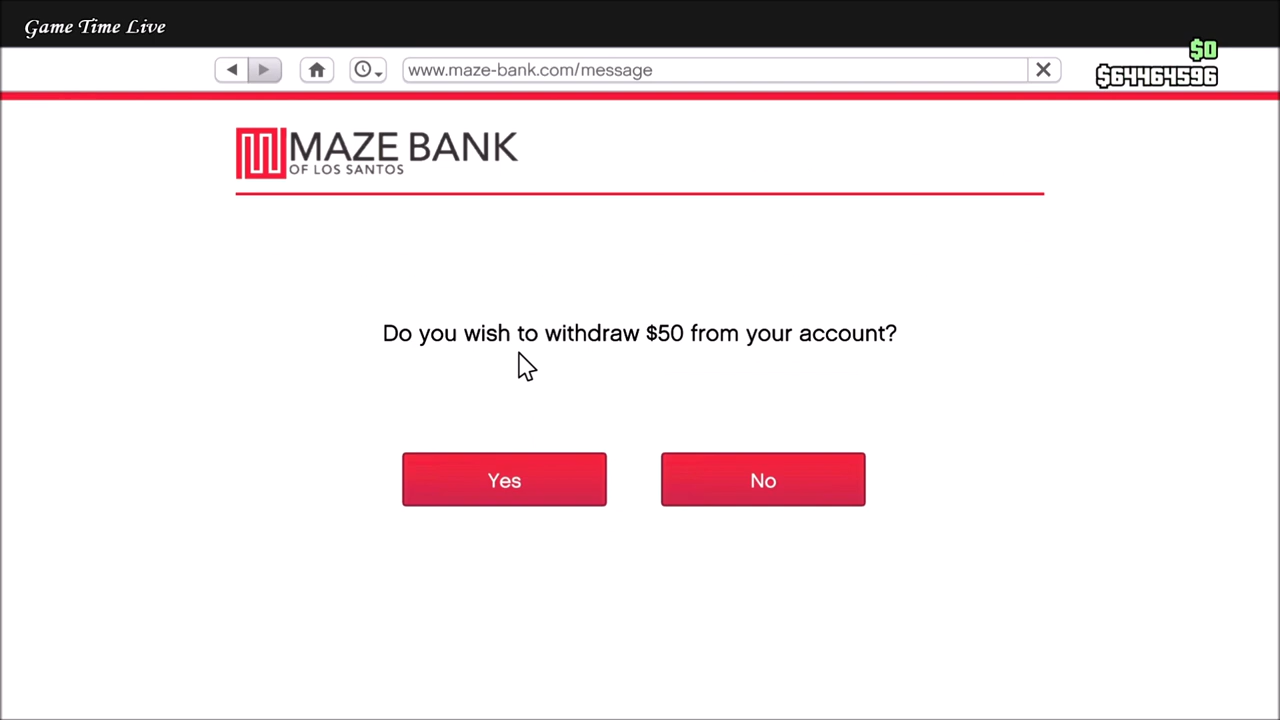 Game Time Live
$0
www.maze-bank.com/message
$64464596
MAZE BANK
OF LOS SANTOS
Do you wish to withdraw $50 from your account?
Yes
No